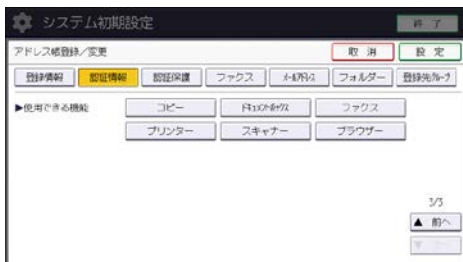 システム初期設定
終 了
アドレス帳登録／変更
取 消
設 定
登録情報
認証情報
認証保護
ファクス
メールアドレス
フォルダー
登録先グループ
▶使用できる機能
コピー
ドキュメントボックス
ファクス
プリンター
スキャナー
ブラウザー
3/3
▲ 前へ